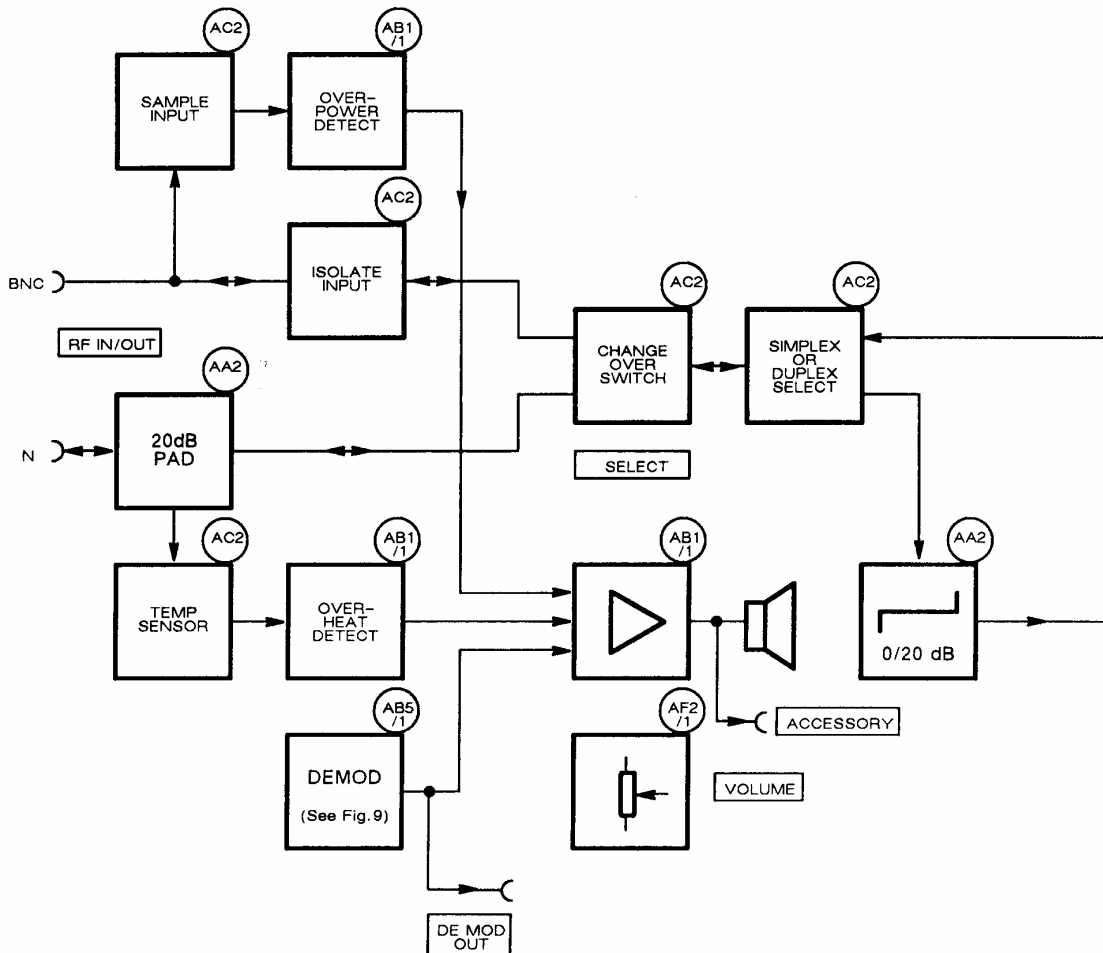 AC2
AB1
/1
SAMPLE
INPUT
OVER-
POWER
DETECT
AC2
ISOLATE
INPUT
BNC
RF IN/OUT
AC2
AC2
CHANGE
OVER
SWITCH
SIMPLEX
OR
DUPLEX
SELECT
AA2
20dB
PAD
N
SELECT
AC2
AB1
/1
AB1
/1
AA2
TEMP
SENSOR
OVER-
HEAT
DETECT
0/20 dB
AB5
/1
AF2
/1
ACCESSORY
DEMOD
(See Fig.9)
VOLUME
DE MOD
OUT